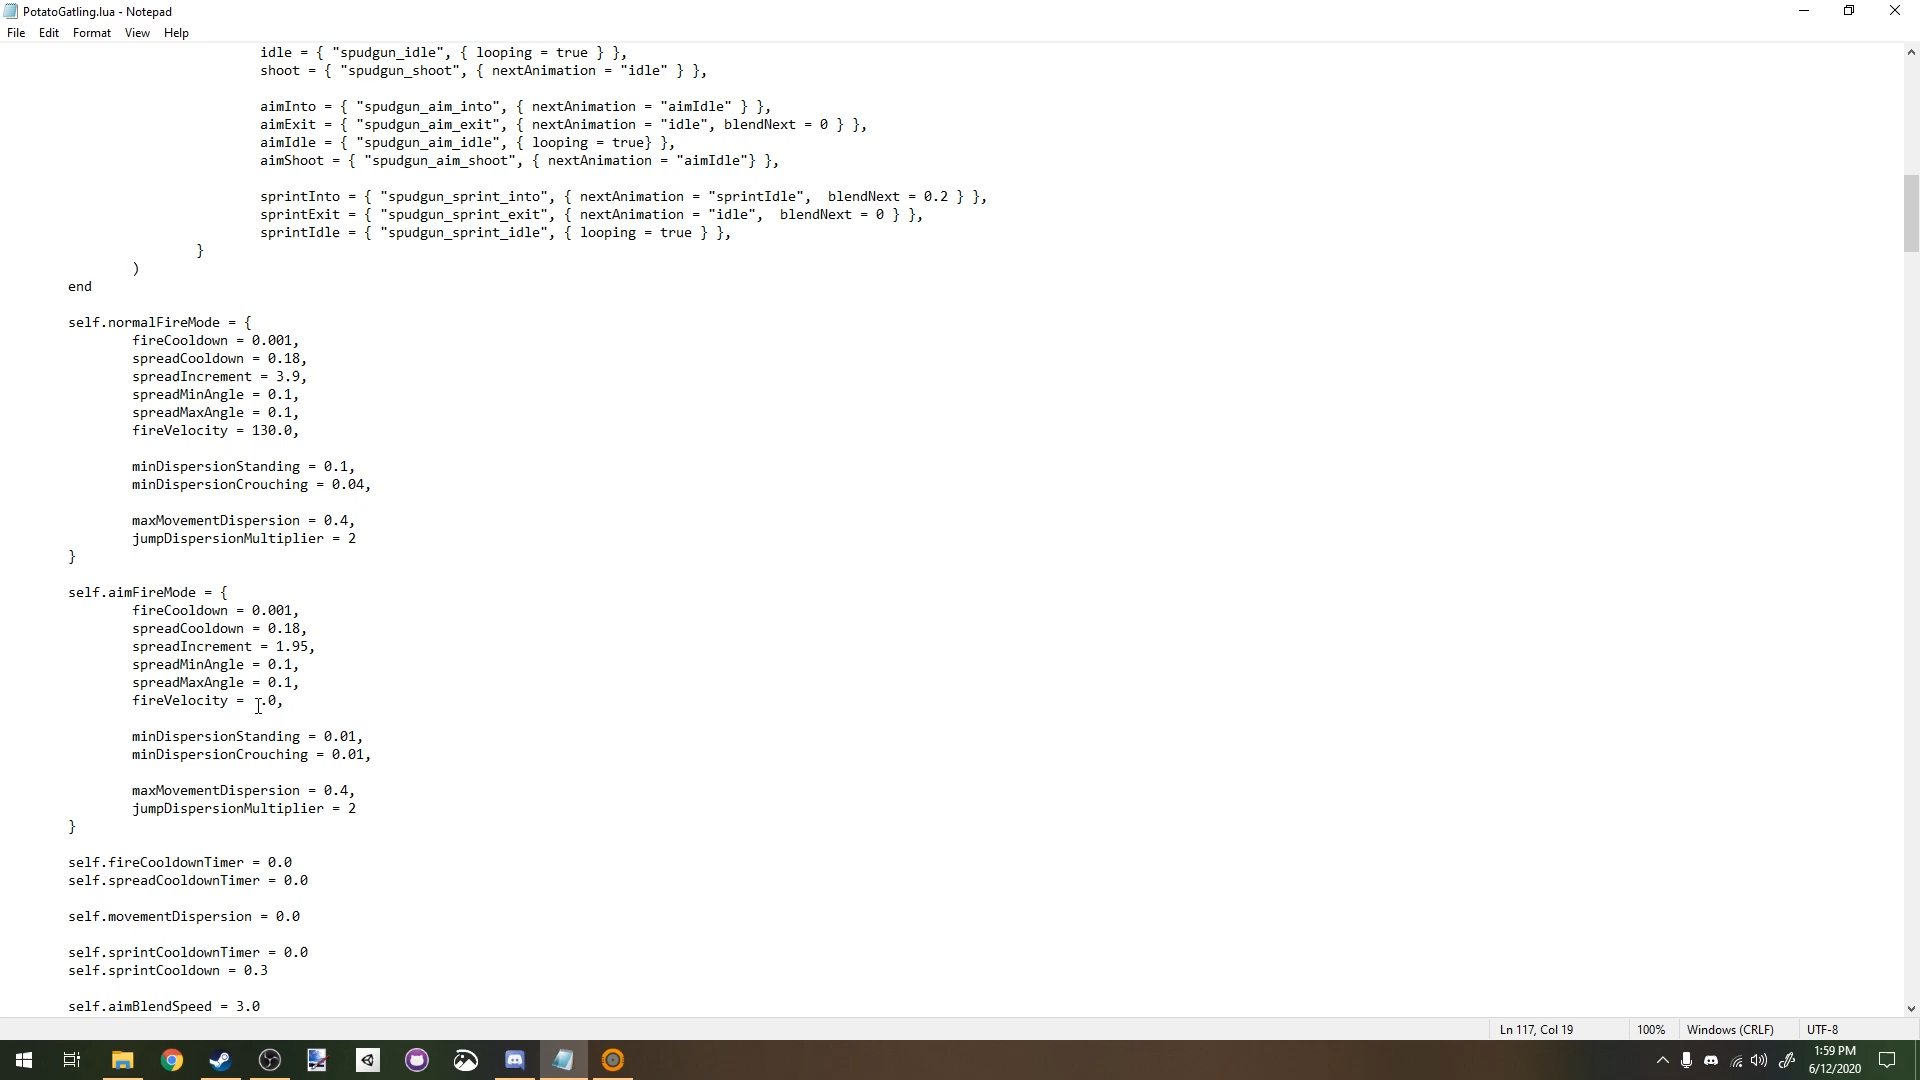 PotatoGatling.lua - Notepad
File Edit Format View Help
idle = { "spudgun_idle", { looping = true } },
shoot = { "spudgun_shoot", { nextAnimation = "idle" } },
aimInto = { "spudgun_aim_into", { nextAnimation = "aimIdle" } },
aimExit = { "spudgun_aim_exit", { nextAnimation = "idle", blendNext = 0 } },
aimIdle = { "spudgun_aim_idle", { looping = true} },
aimShoot = { "spudgun_aim_shoot", { nextAnimation = "aimIdle"} },
sprintInto = { "spudgun_sprint_into", { nextAnimation = "sprintIdle",  blendNext = 0.2 } },
sprintExit = { "spudgun_sprint_exit", { nextAnimation = "idle",  blendNext = 0 } },
sprintIdle = { "spudgun_sprint_idle", { looping = true } },
}
)
end
self.normalFireMode = {
fireCooldown = 0.001,
spreadCooldown = 0.18,
spreadIncrement = 3.9,
spreadMinAngle = 0.1,
spreadMaxAngle = 0.1,
fireVelocity = 130.0,
minDispersionStanding = 0.1,
minDispersionCrouching = 0.04,
maxMovementDispersion = 0.4,
jumpDispersionMultiplier = 2
}
self.aimFireMode = {
fireCooldown = 0.001,
spreadCooldown = 0.18,
spreadIncrement = 1.95,
spreadMinAngle = 0.1,
spreadMaxAngle = 0.1,
fireVelocity = .0,
minDispersionStanding = 0.01,
minDispersionCrouching = 0.01,
maxMovementDispersion = 0.4,
jumpDispersionMultiplier = 2
}
self.fireCooldownTimer = 0.0
self.spreadCooldownTimer = 0.0
self.movementDispersion = 0.0
self.sprintCooldownTimer = 0.0
self.sprintCooldown = 0.3
self.aimBlendSpeed = 3.0
Ln 117, Col 19 100% Windows (CRLF) UTF-8
1:59 PM
6/12/2020